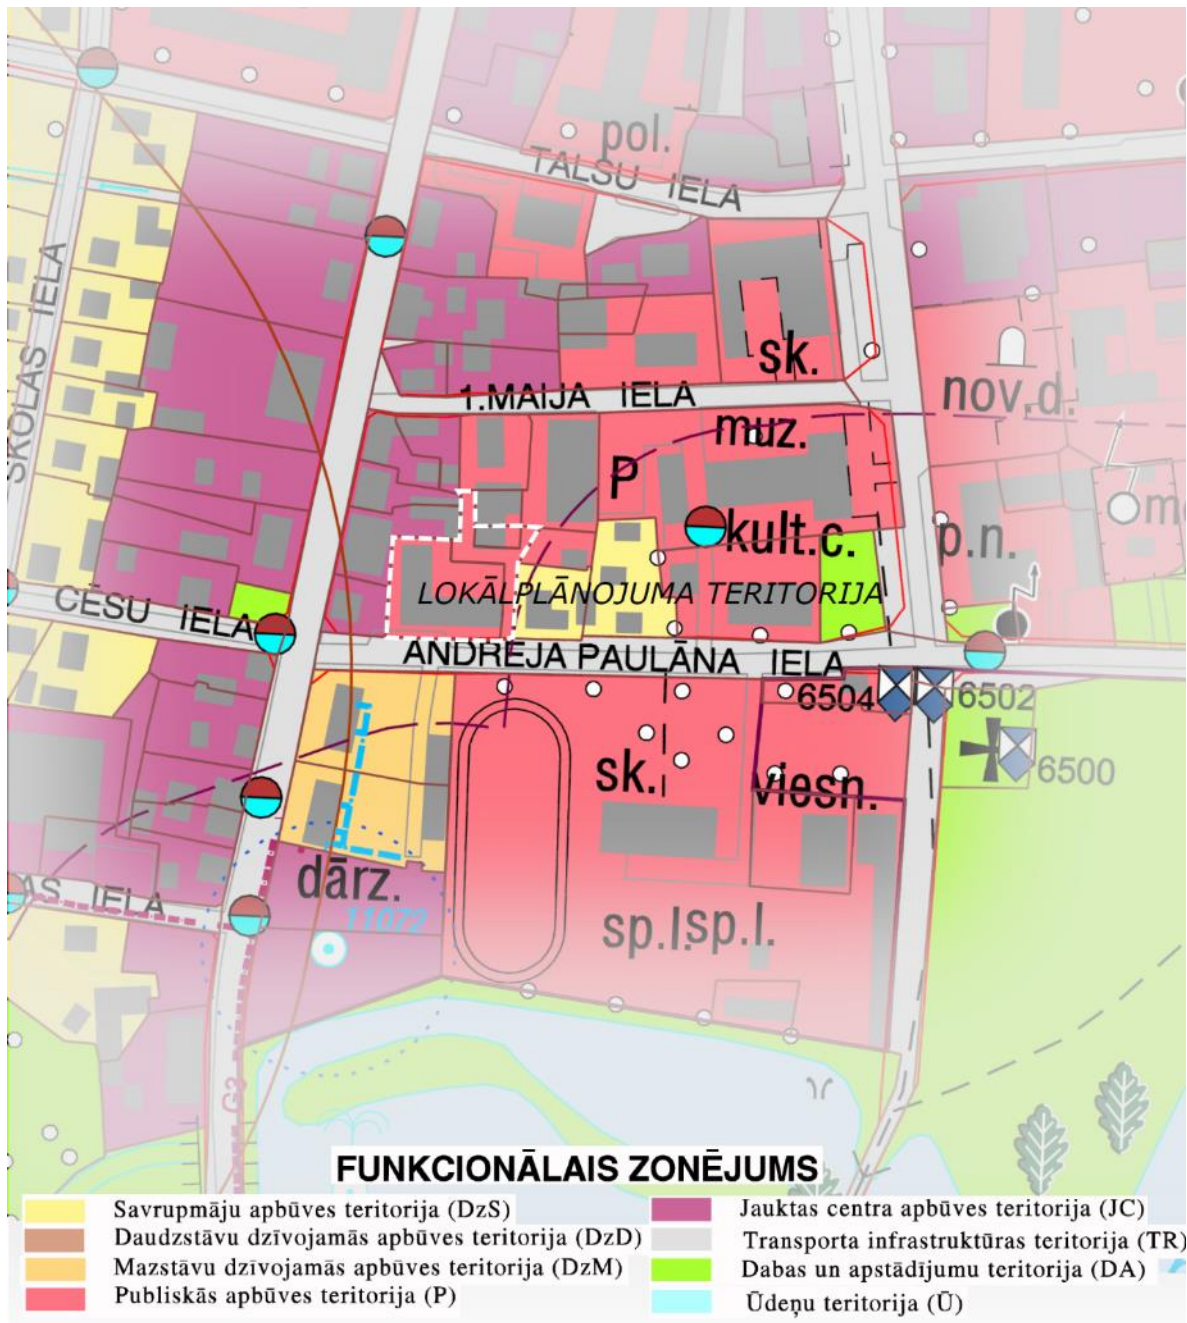 pol.
TALSU IELA
SKOLAS IELA
sk.
1.MAIJA IELA
nov.d.
muz.
P
kult.c.
p.n.
LOKĀLPLĀNOJUMA TERITORIJA
CĒSU IELA
ANDRĒJA PAULĀNA IELA
6504
6502
6500
sk.
viesn.
dārz.
11072
AS IELA
sp.l.
sp.l.
G3
FUNKCIONĀLAIS ZONĒJUMS
Savrupmāju apbūves teritorija (DzS)
Daudzstāvu dzīvojamās apbūves teritorija (DzD)
Mazstāvu dzīvojamās apbūves teritorija (DzM)
Publiskās apbūves teritorija (P)
Jauktas centra apbūves teritorija (JC)
Transporta infrastruktūras teritorija (TR)
Dabas un apstādījumu teritorija (DA)
Ūdeņu teritorija (Ū)